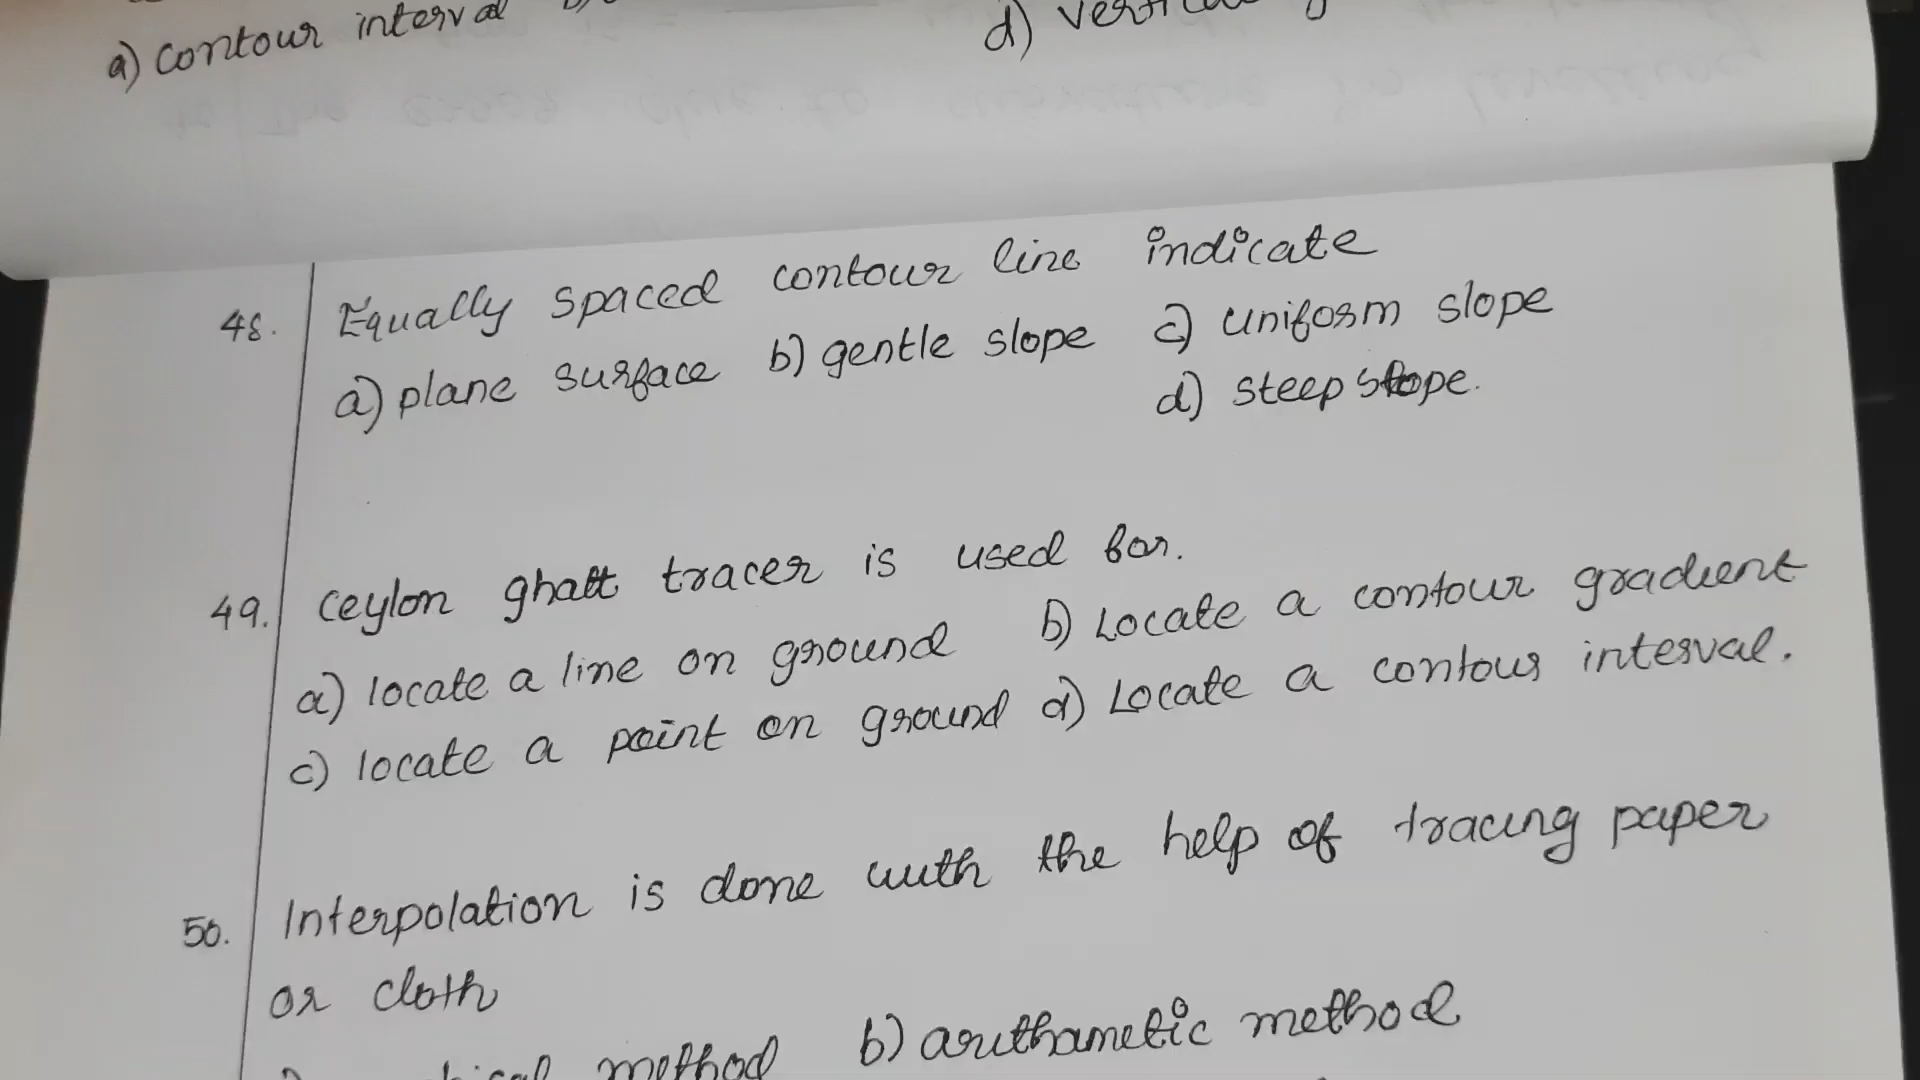 a) contour interval
d)
48. Equally spaced contour line indicate
a) plane surface b) gentle slope c) uniform slope
d) steep slope.
49. Ceylon ghatt tracer is used for.
a) locate a line on ground b) Locate a contour gradient
c) locate a point on ground d) Locate a contour interval.
50. Interpolation is done with the help of tracing paper
or cloth
method b) arithametic method